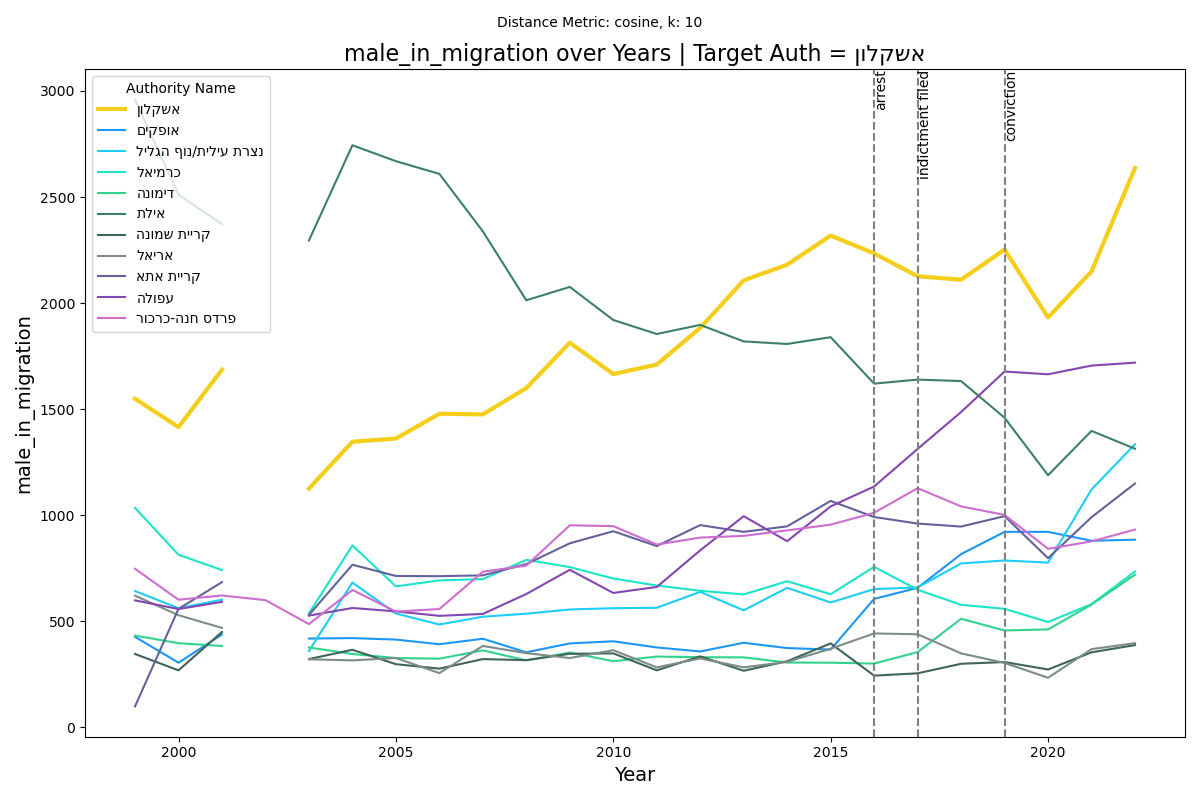 Distance Metric: cosine, k: 10
male_in_migration over Years | Target Auth = אשקלון
Authority Name
אשקלון
אופקים
נצרת עילית/נוף הגליל
כרמיאל
דימונה
אילת
קריית שמונה
אריאל
קריית אתא
עפולה
פרדס חנה-כרכור
arrest
indictment filed
conviction
3000
2500
2000
1500
1000
500
0
male_in_migration
2000
2005
2010
2015
2020
Year